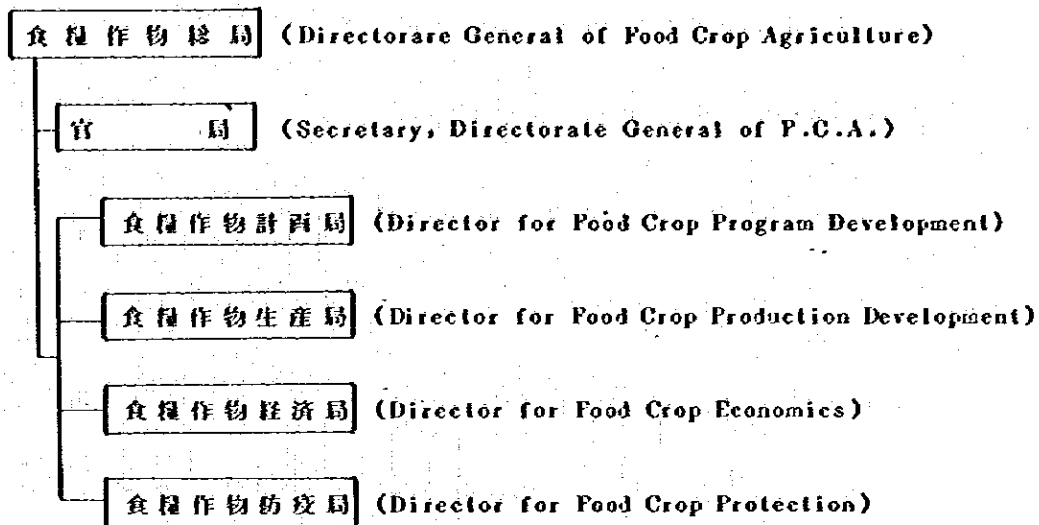 食糧作物総局 (Directorare General of Food Crop Agriculture)
官 局 (Secretary, Directorate General of F.C.A.)
食糧作物計画局 (Director for Food Crop Program Development)
食糧作物生産局 (Director for Food Crop Production Development)
食糧作物経済局 (Director for Food Crop Economics)
食糧作物防疫局 (Director for Food Crop Protection)